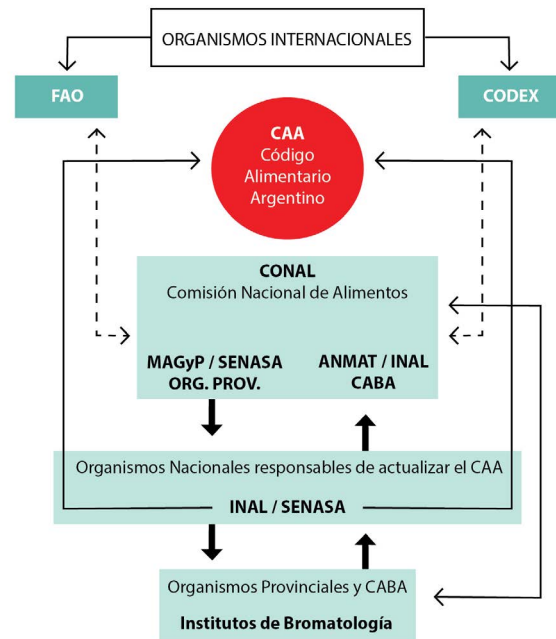 ORGANISMOS INTERNACIONALES
FAO
CODEX
CAA
Código
Alimentario
Argentino
CONAL
Comisión Nacional de Alimentos
MAGyP / SENASA
ORG. PROV.
ANMAT / INAL
CABA
Organismos Nacionales responsables de actualizar el CAA
INAL / SENASA
Organismos Provinciales y CABA
Institutos de Bromatología